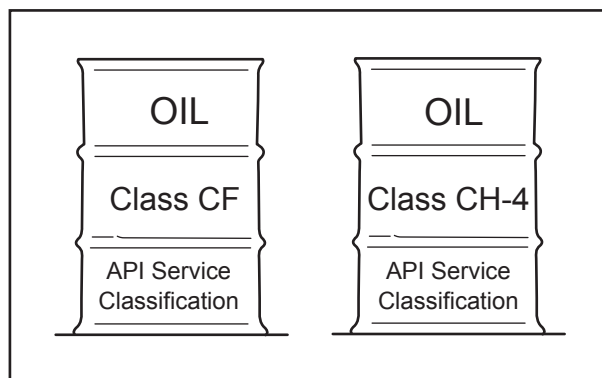 OIL
Class CF
API Service
Classification
OIL
Class CH-4
API Service
Classification